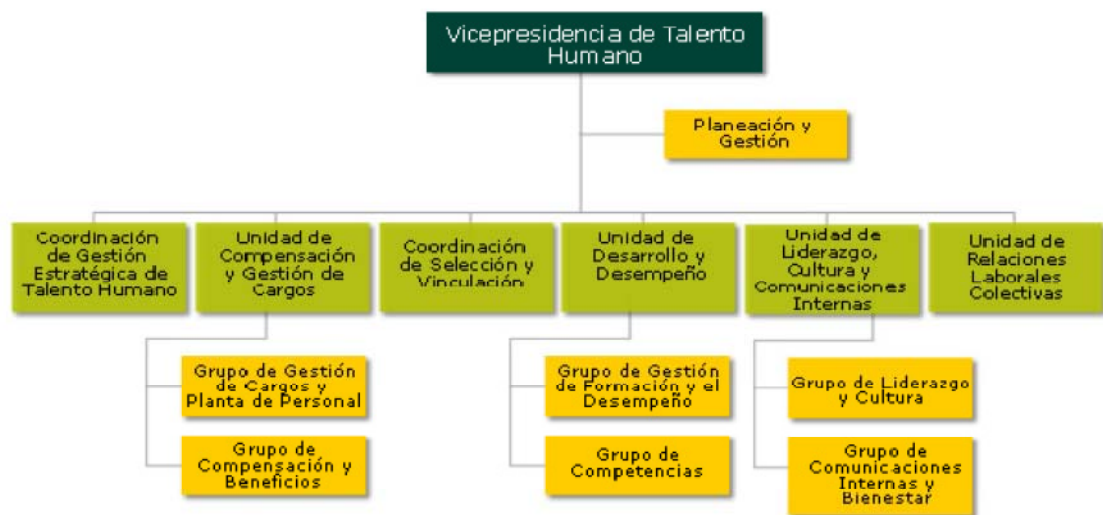 Vicepresidencia de Talento
Humano
Planeación y
Gestión
Coordinación
de Gestión
Estratégica de
Talento Humano
Unidad de
Compensación
y Gestión de
Cargos
Coordinación
de Selección y
Vinculación
Unidad de
Desarrollo y
Desempeño
Unidad de
Liderazgo,
Cultura y
Comunicaciones
Internas
Unidad de
Relaciones
Laborales
Colectivas
Grupo de Gestión
de Cargos y
Planta de Personal
Grupo de
Compensación y
Beneficios
Grupo de Gestión
de Formación y el
Desempeño
Grupo de
Competencias
Grupo de Liderazgo
y Cultura
Grupo de
Comunicaciones
Internas y
Bienestar